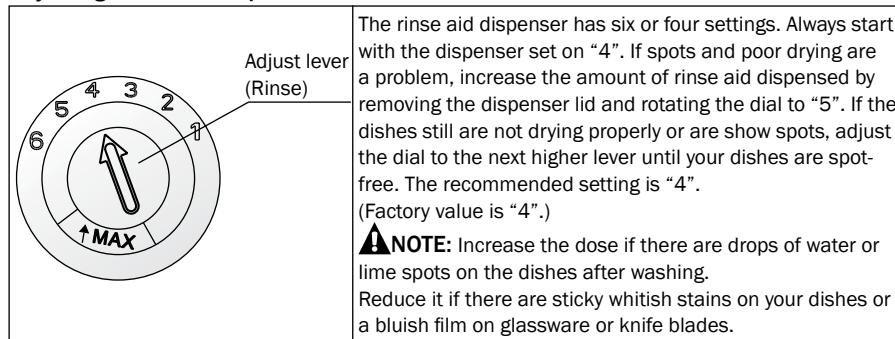 Adjust lever
(Rinse)
4 3
5 2
6 1
↑MAX
The rinse aid dispenser has six or four settings. Always start
with the dispenser set on “4”. If spots and poor drying are
a problem, increase the amount of rinse aid dispensed by
removing the dispenser lid and rotating the dial to “5”. If the
dishes still are not drying properly or are show spots, adjust
the dial to the next higher lever until your dishes are spot-
free. The recommended setting is “4”.
(Factory value is “4”.)
NOTE: Increase the dose if there are drops of water or
lime spots on the dishes after washing.
Reduce it if there are sticky whitish stains on your dishes or
a bluish film on glassware or knife blades.